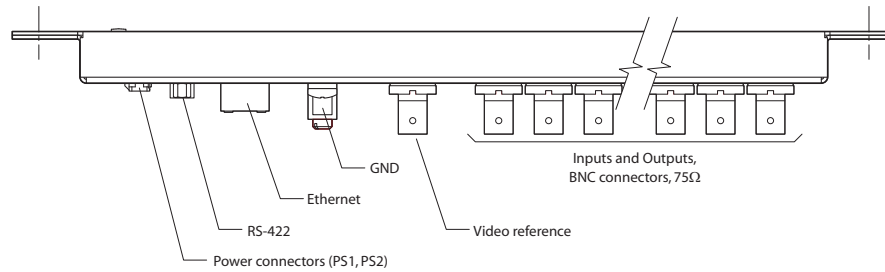 Inputs and Outputs,
BNC connectors, 75Ω
GND
Ethernet
RS-422
Video reference
Power connectors (PS1, PS2)